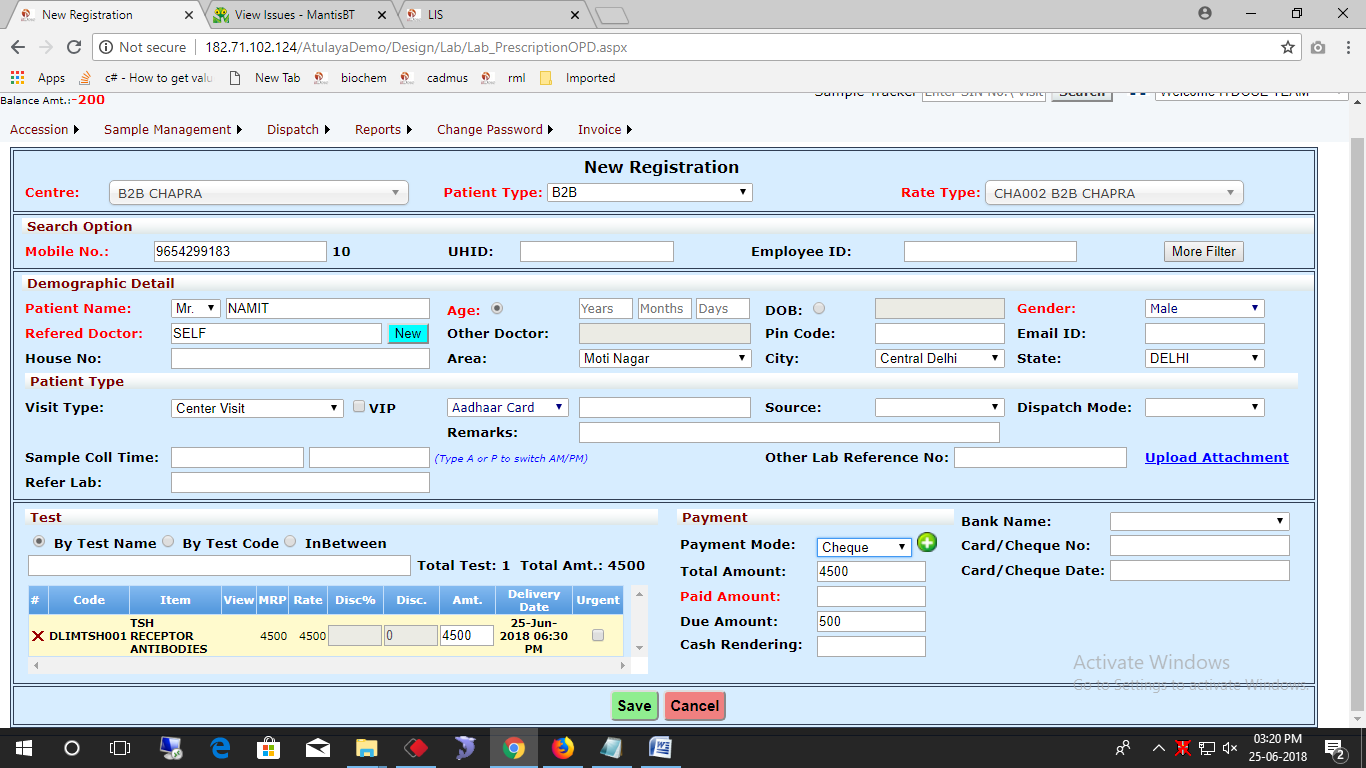 New Registration
View Issues - MantisBT
LIS
Not secure
182.71.102.124/AtulayaDemo/Design/Lab/Lab_PrescriptionOPD.aspx
Apps c# - How to get valu New Tab biochem cadmus rml Imported
Balance Amt.:-200
Sample Tracker Enter SIN No.\ Visit Search Welcome ITDOSE TEAM
Accession Sample Management Dispatch Reports Change Password Invoice
New Registration
Centre: B2B CHAPRA Patient Type: B2B Rate Type: CHA002 B2B CHAPRA
Search Option
Mobile No.: 9654299183 10 UHID: Employee ID: More Filter
Demographic Detail
Patient Name: Mr. NAMIT Age: Years Months Days DOB: Gender: Male
Refered Doctor: SELF New Other Doctor: Pin Code: Email ID:
House No: Area: Moti Nagar City: Central Delhi State: DELHI
Patient Type
Visit Type: Center Visit VIP Aadhaar Card Source: Dispatch Mode:
Remarks:
Sample Coll Time: (Type A or P to switch AM/PM) Other Lab Reference No: Upload Attachment
Refer Lab:
Test
By Test Name By Test Code InBetween
Total Test: 1 Total Amt.: 4500
# Code Item View MRP Rate Disc% Disc. Amt. Delivery Date Urgent
DLIMTSH001 TSH RECEPTOR ANTIBODIES 4500 4500 0 4500 25-Jun-2018 06:30 PM
Payment
Payment Mode: Cheque
Total Amount: 4500
Paid Amount:
Due Amount: 500
Cash Rendering:
Bank Name:
Card/Cheque No:
Card/Cheque Date:
Activate Windows
Go to Settings to activate Windows.
Save Cancel
03:20 PM
25-06-2018
2